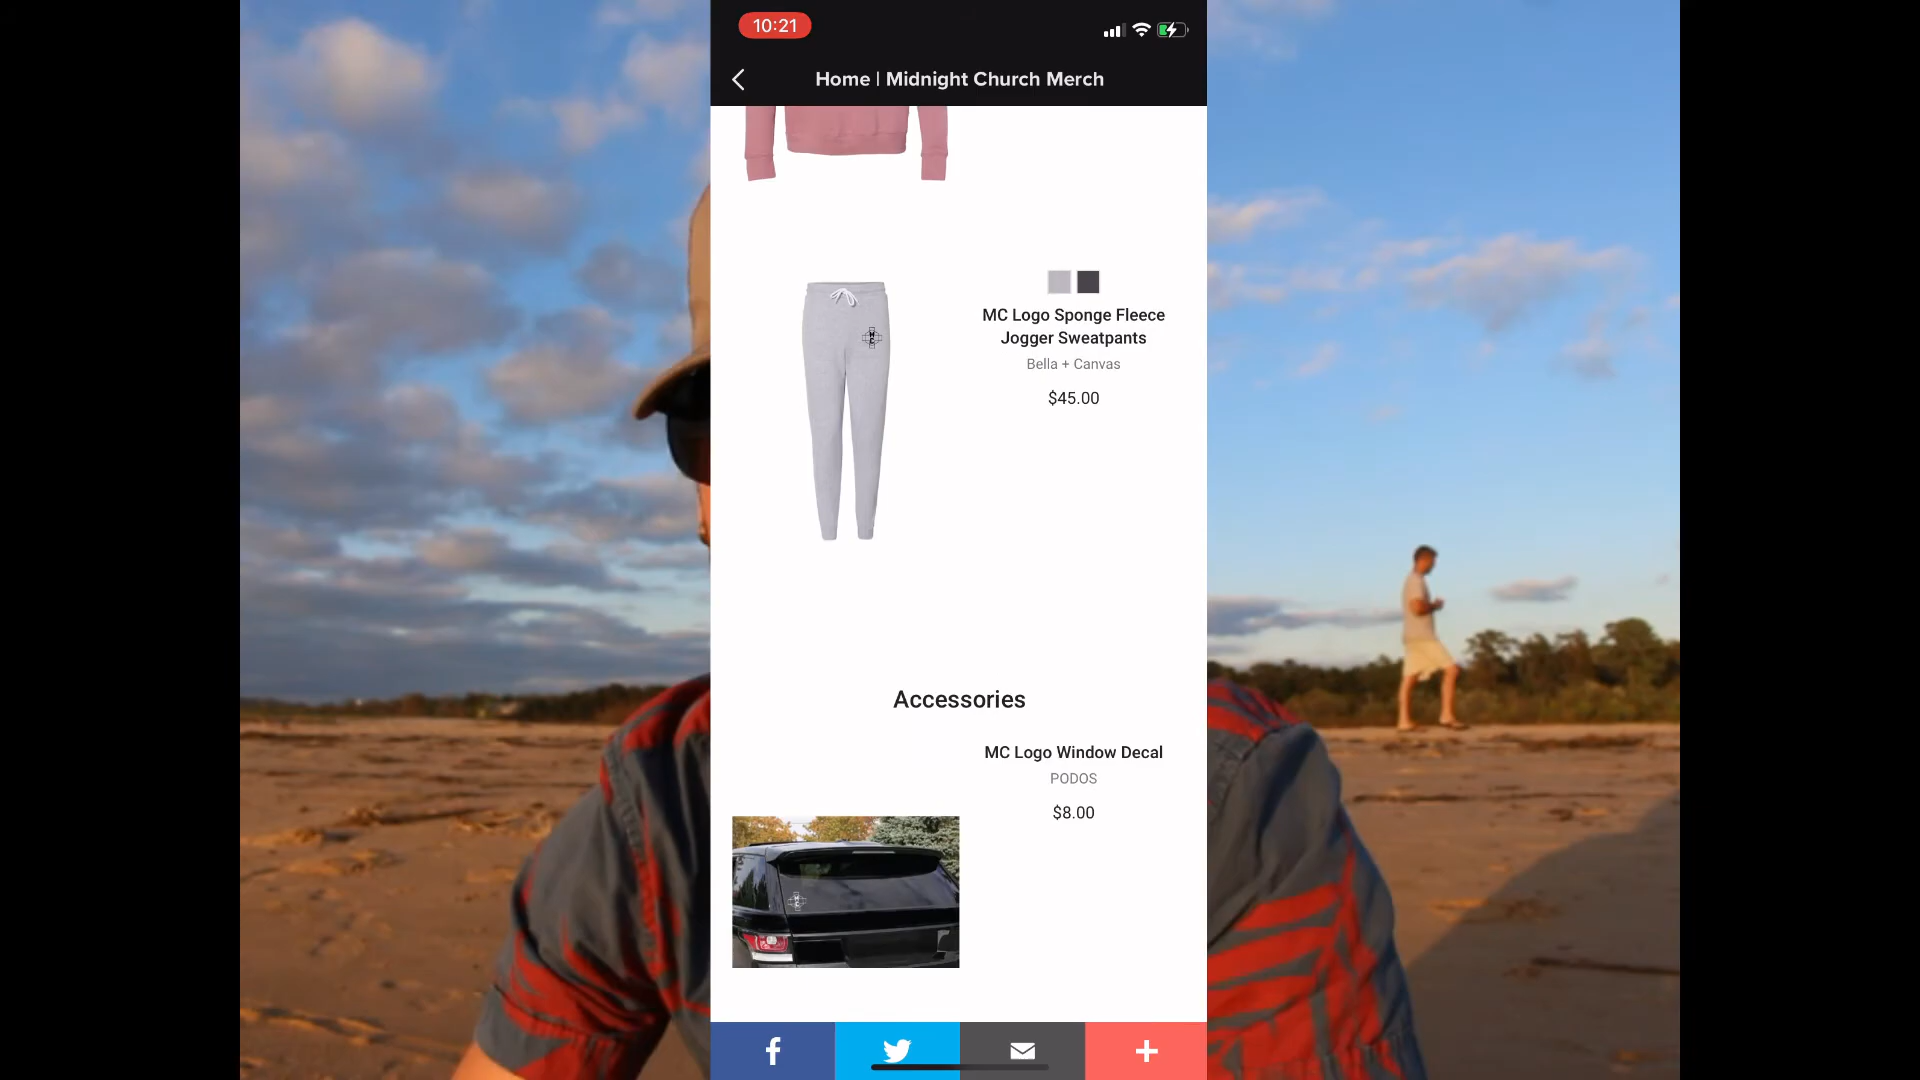 10:21
Home | Midnight Church Merch
MC Logo Sponge Fleece
Jogger Sweatpants
Bella + Canvas
$45.00
Accessories
MC Logo Window Decal
PODOS
$8.00